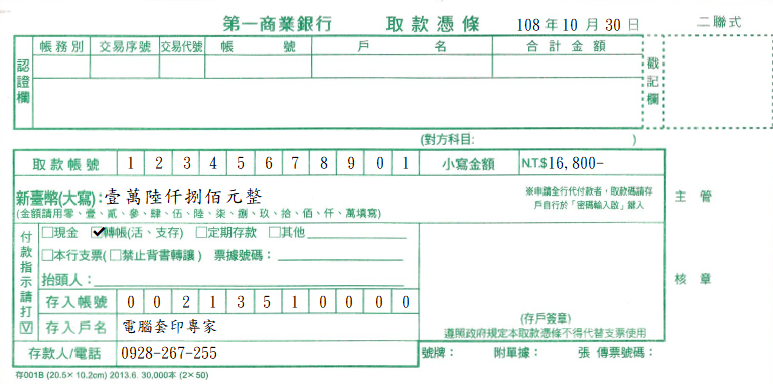 第一商業銀行 取款憑條 108 年 10 月 30 日 二聯式
認證欄 帳務別 交易序號 交易代號 帳號 戶名 合計金額 戳記欄
(對方科目: )
取款帳號 1 2 3 4 5 6 7 8 9 0 1 小寫金額 N.T.$16,800-
新臺幣(大寫):壹萬陸仟捌佰元整
(金額請用零、壹、貳、參、肆、伍、陸、柒、捌、玖、拾、佰、仟、萬填寫)
※申請全行代付款者,取款碼請存
戶自行於「密碼輸入啟」鍵入
主管
付款指示請打V
□現金 ☑轉帳(活、支存) □定期存款 □其他
□本行支票(□禁止背書轉讓) 票據號碼:
抬頭人:
核章
存入帳號 0 0 2 1 3 5 1 0 0 0 0
存入戶名 電腦套印專家
(存戶簽章)
遵照政府規定本取款憑條不得代替支票使用
存款人/電話 0928-267-255 號牌: 附單據: 張 傳票號碼:
存001B (20.5× 10.2cm) 2013.6. 30,000本 (2×50)